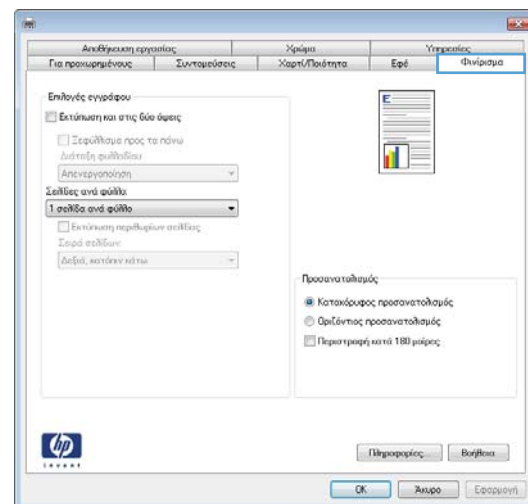 Αποθήκευση εργασίας Χρώμα Υπηρεσίες
Για προχωρημένους Συντομεύσεις Χαρτί/Ποιότητα Εφέ Φινίρισμα
Επιλογές εγγράφου
Εκτύπωση και στις δύο όψεις
Ξεφύλλισμα προς τα πάνω
Διάταξη φυλλαδίου:
Απενεργοποίηση
Σελίδες ανά φύλλο:
1 σελίδα ανά φύλλο
Εκτύπωση περιθωρίων σελίδας
Σειρά σελίδων:
Δεξιά, κατόπιν κάτω
E
Προσανατολισμός
Κατακόρυφος προσανατολισμός
Οριζόντιος προσανατολισμός
Περιστροφή κατά 180 μοίρες
hp
invent
Πληροφορίες... Βοήθεια
OK Άκυρο Εφαρμογή